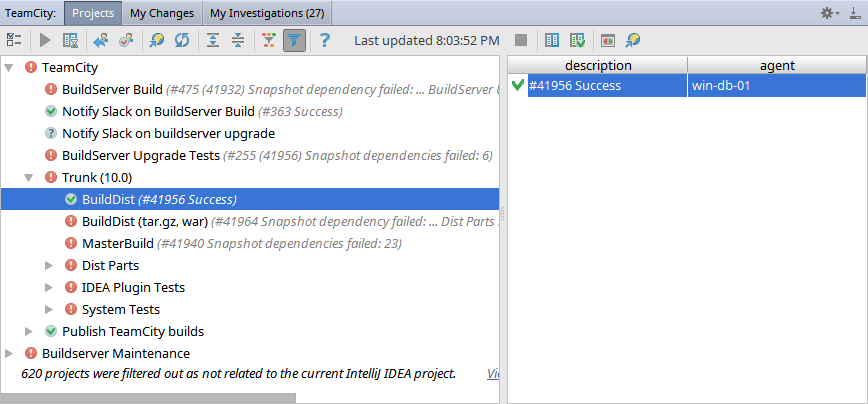 TeamCity: Projects My Changes My Investigations (27)
Last updated 8:03:52 PM
description agent
TeamCity
#41956 Success win-db-01
BuildServer Build (#475 (41932) Snapshot dependency failed: ... BuildServer
Notify Slack on BuildServer Build (#363 Success)
Notify Slack on buildserver upgrade
BuildServer Upgrade Tests (#255 (41956) Snapshot dependencies failed: 6)
Trunk (10.0)
BuildDist (#41956 Success)
BuildDist (tar.gz, war) (#41964 Snapshot dependency failed: ... Dist Parts
MasterBuild (#41940 Snapshot dependencies failed: 23)
Dist Parts
IDEA Plugin Tests
System Tests
Publish TeamCity builds
Buildserver Maintenance
620 projects were filtered out as not related to the current IntelliJ IDEA project.